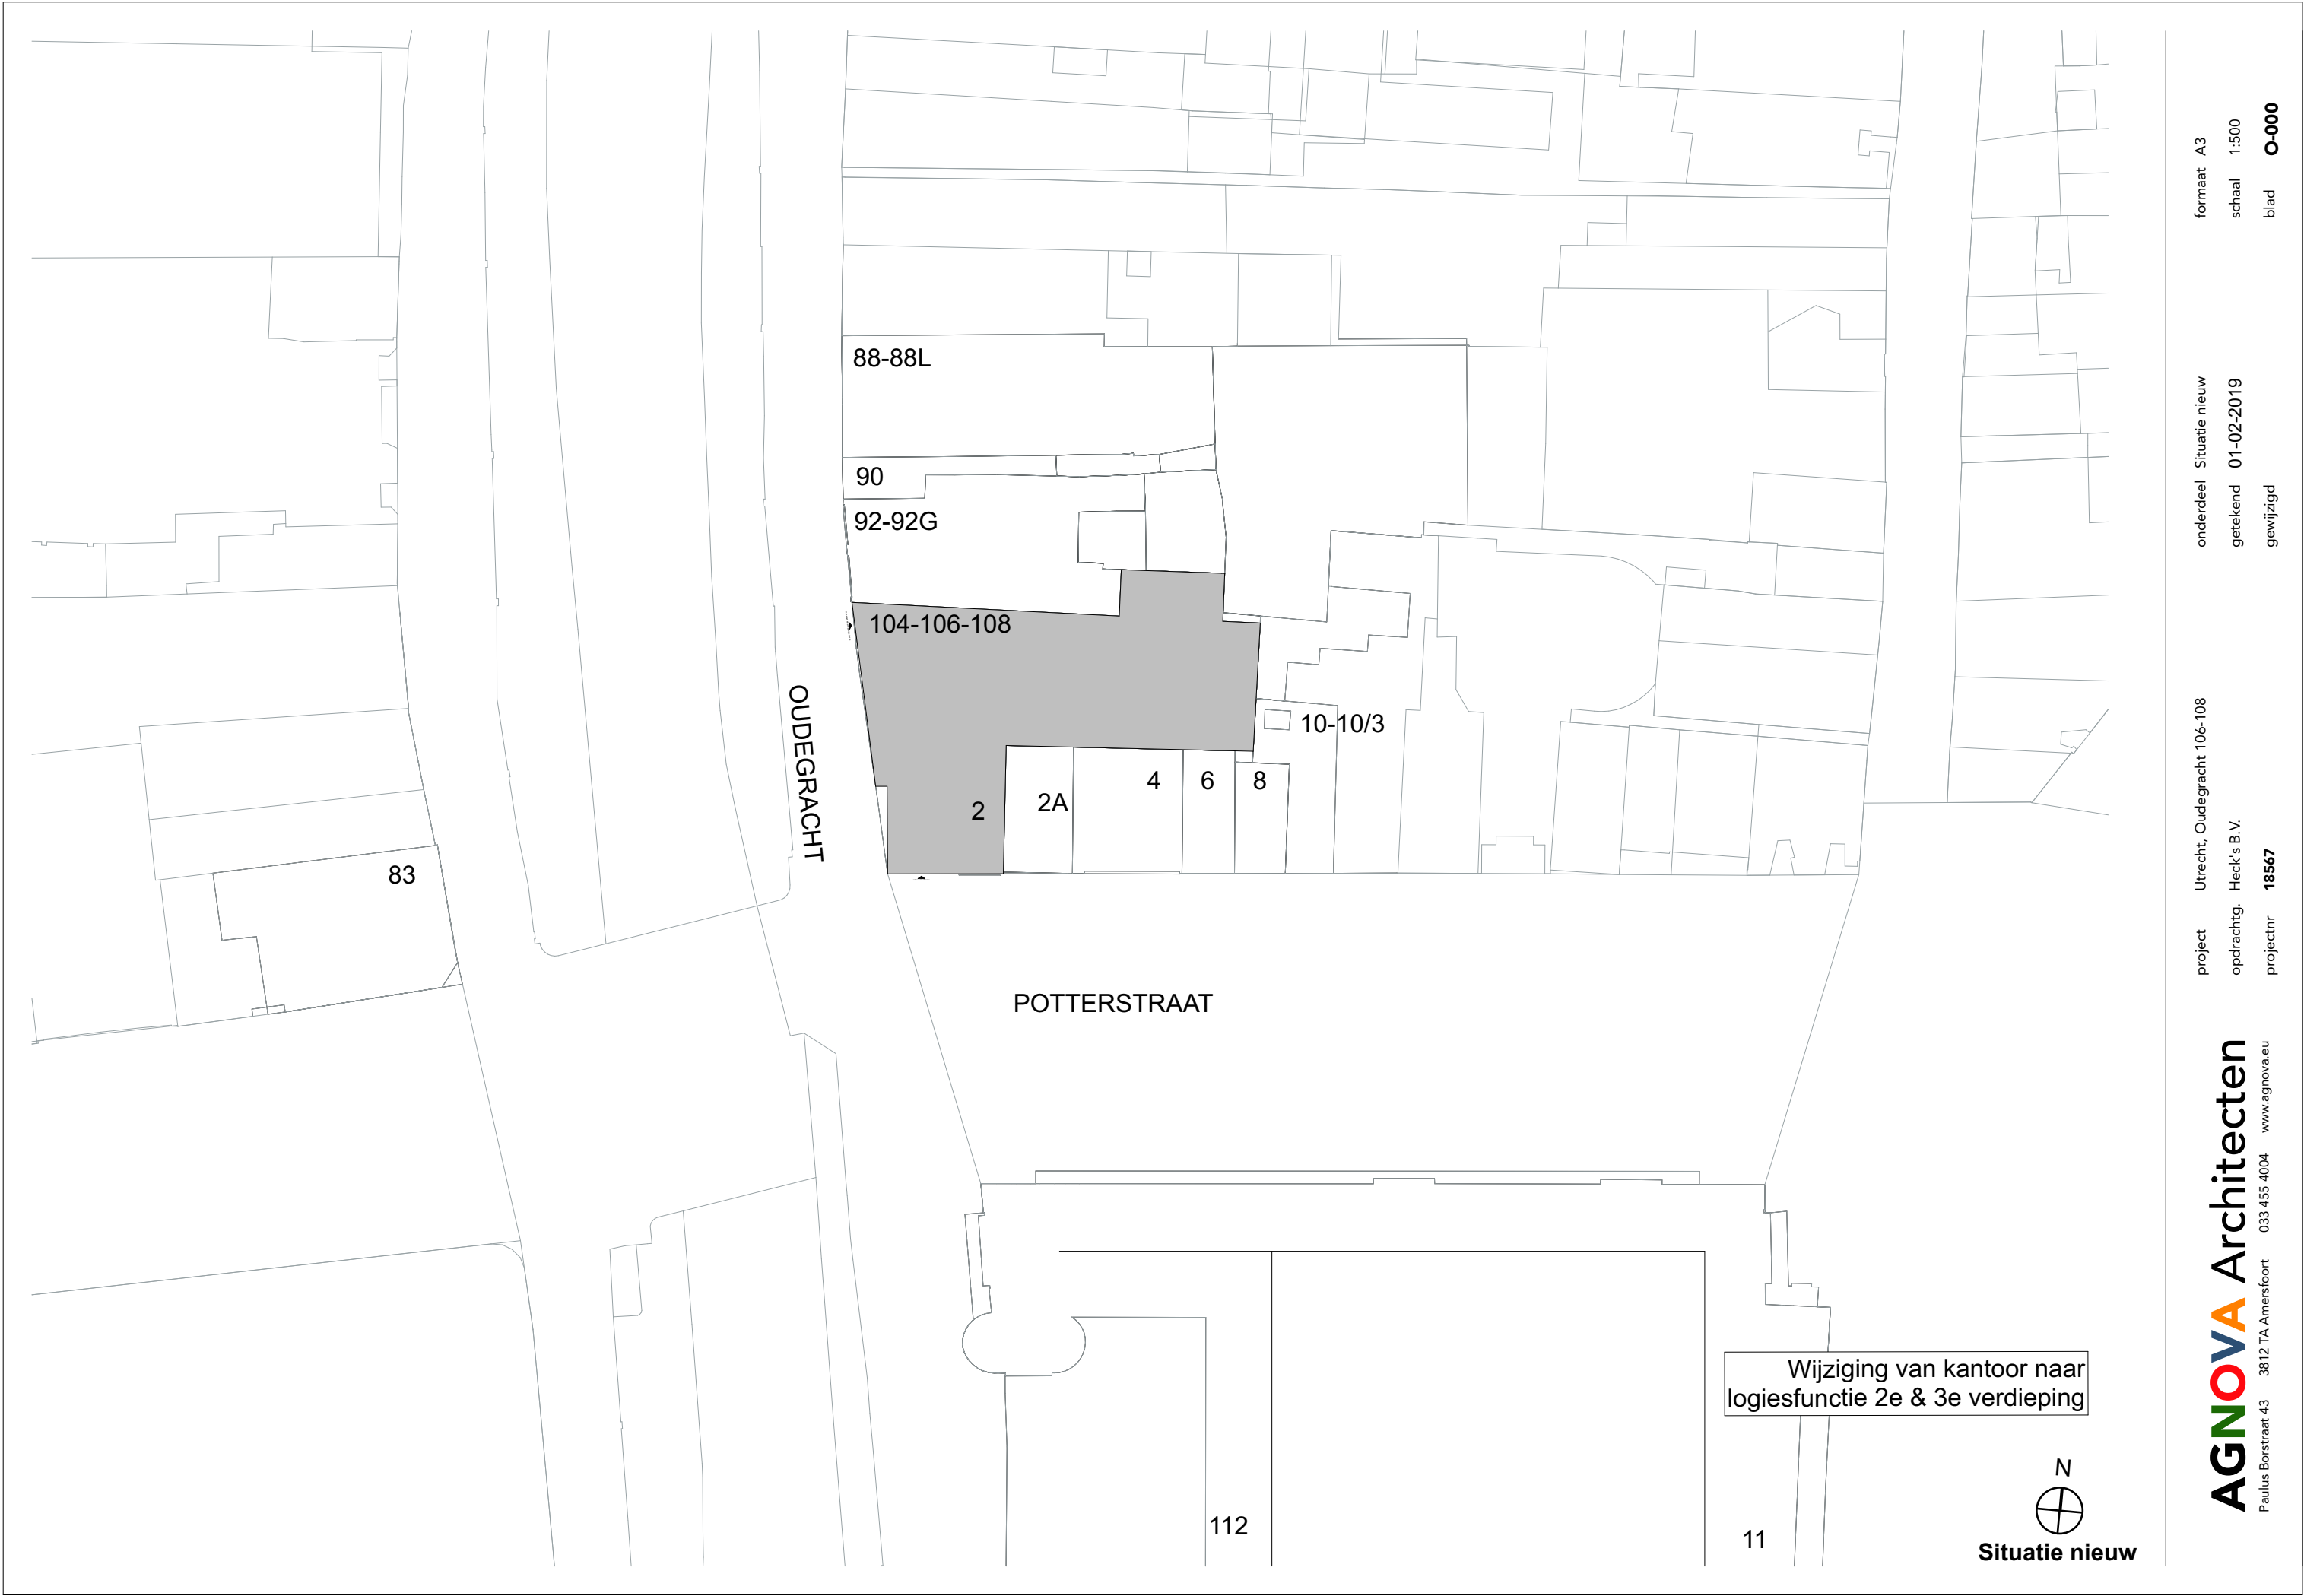 88-88L
90
92-92G
104-106-108
OUDEGRACHT
10-10/3
2
2A
4
6
8
83
POTTERSTRAAT
112
11
Wijziging van kantoor naar
logiesfunctie 2e & 3e verdieping
N
Situatie nieuw
AGNOVA Architecten
Paulus Borstraat 43 3812 TA Amersfoort 033 455 4004 www.agnova.eu
project Utrecht, Oudegracht 106-108
opdrachtg. Heck's B.V.
projectnr 18567
onderdeel Situatie nieuw
getekend 01-02-2019
gewijzigd
formaat A3
schaal 1:500
blad O-000